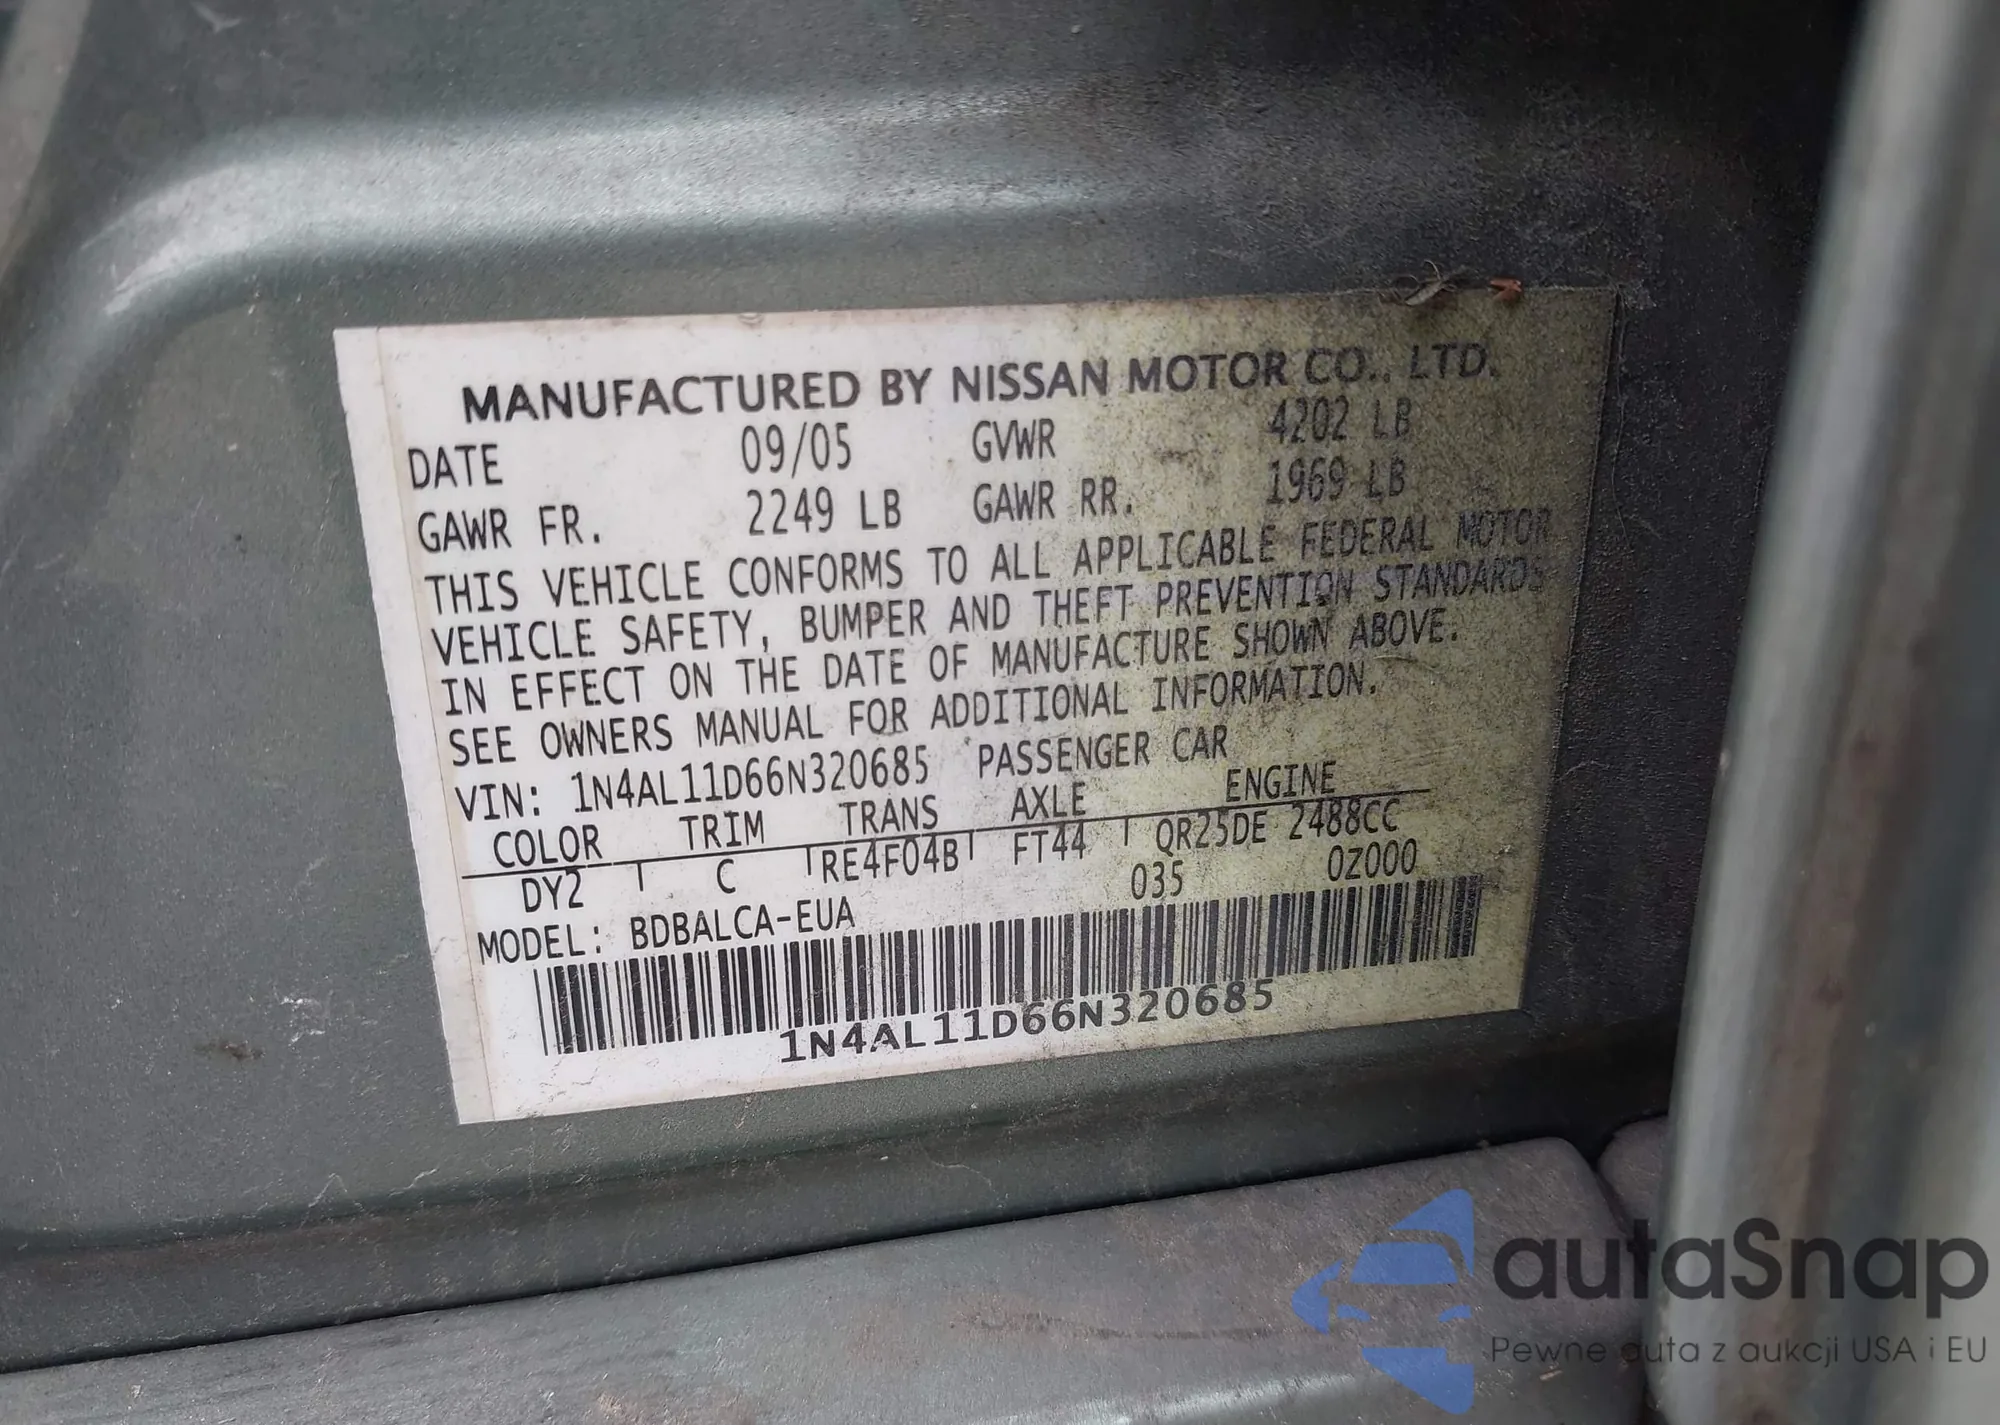 MANUFACTURED BY NISSAN MOTOR CO., LTD.
DATE 09/05 GVWR 4202 LB
GAWR FR. 2249 LB GAWR RR. 1969 LB
THIS VEHICLE CONFORMS TO ALL APPLICABLE FEDERAL MOTOR
VEHICLE SAFETY, BUMPER AND THEFT PREVENTION STANDARDS
IN EFFECT ON THE DATE OF MANUFACTURE SHOWN ABOVE.
SEE OWNERS MANUAL FOR ADDITIONAL INFORMATION.
VIN: 1N4AL11D66N320685 PASSENGER CAR
COLOR TRIM TRANS AXLE ENGINE
DY2 C RE4F04B FT44 QR25DE 2488CC
035 0Z000
MODEL: BDBALCA-EUA
1N4AL11D66N320685
autaSnap
Pewne auta z aukcji USA i EU